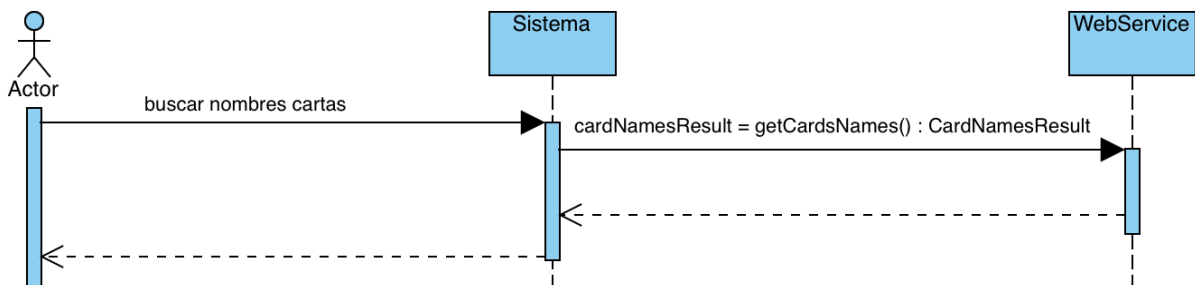 Sistema
WebService
Actor
buscar nombres cartas
cardNamesResult = getCardsNames() : CardNamesResult